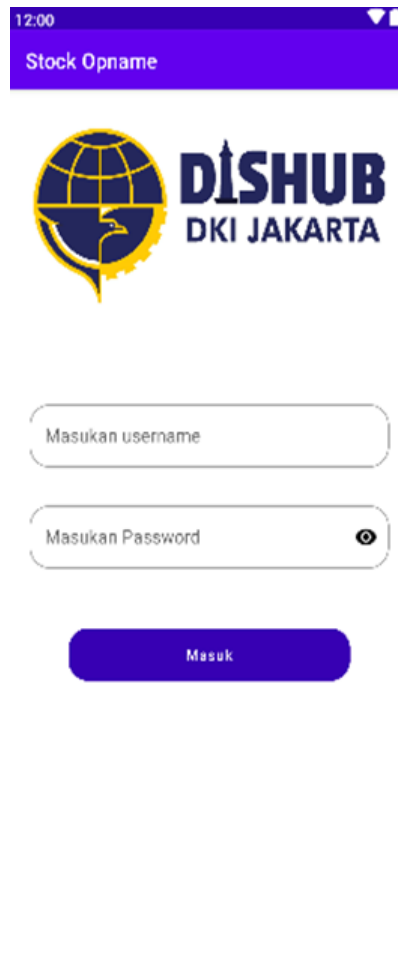 12:00
Stock Opname
DISHUB
DKI JAKARTA
Masukan username
Masukan Password
Masuk